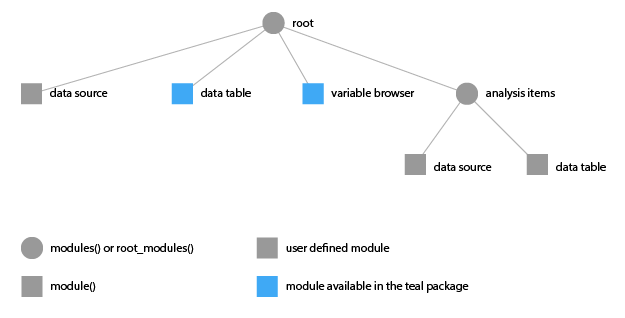 root
data source
data table
variable browser
analysis items
data source
data table
modules() or root_modules()
user defined module
module()
module available in the teal package